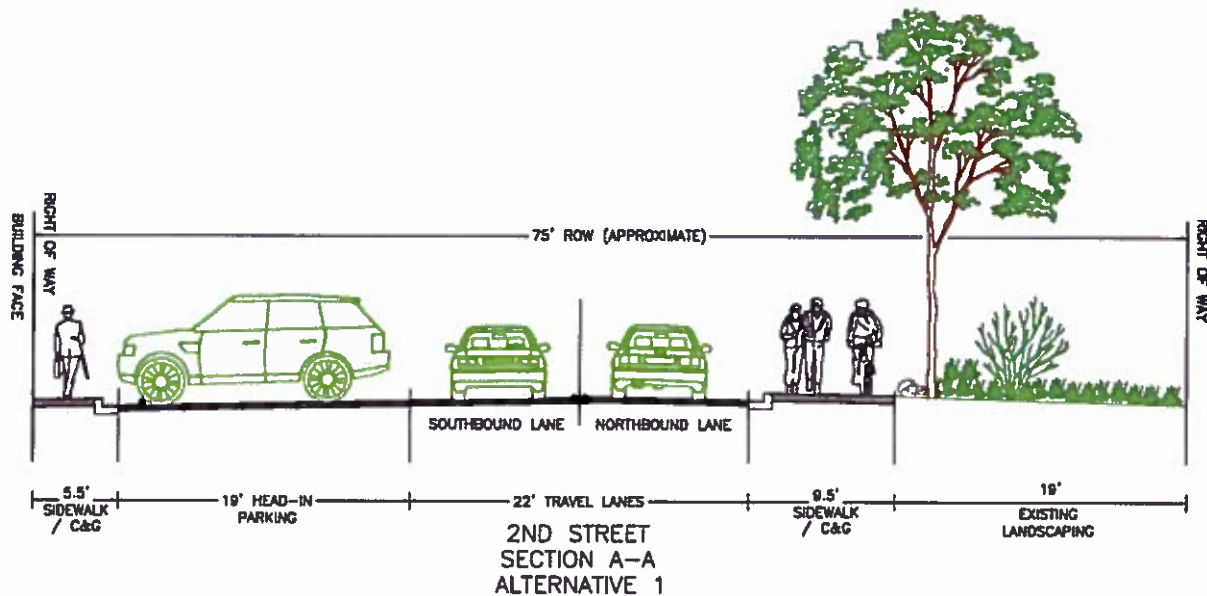 BUILDING FACE
RIGHT OF WAY
75' ROW (APPROXIMATE)
RIGHT OF WAY
SOUTHBOUND LANE
NORTHBOUND LANE
5.5'
SIDEWALK
/ C&G
19' HEAD-IN
PARKING
22' TRAVEL LANES
9.5'
SIDEWALK
/ C&G
19'
EXISTING
LANDSCAPING
2ND STREET
SECTION A-A
ALTERNATIVE 1